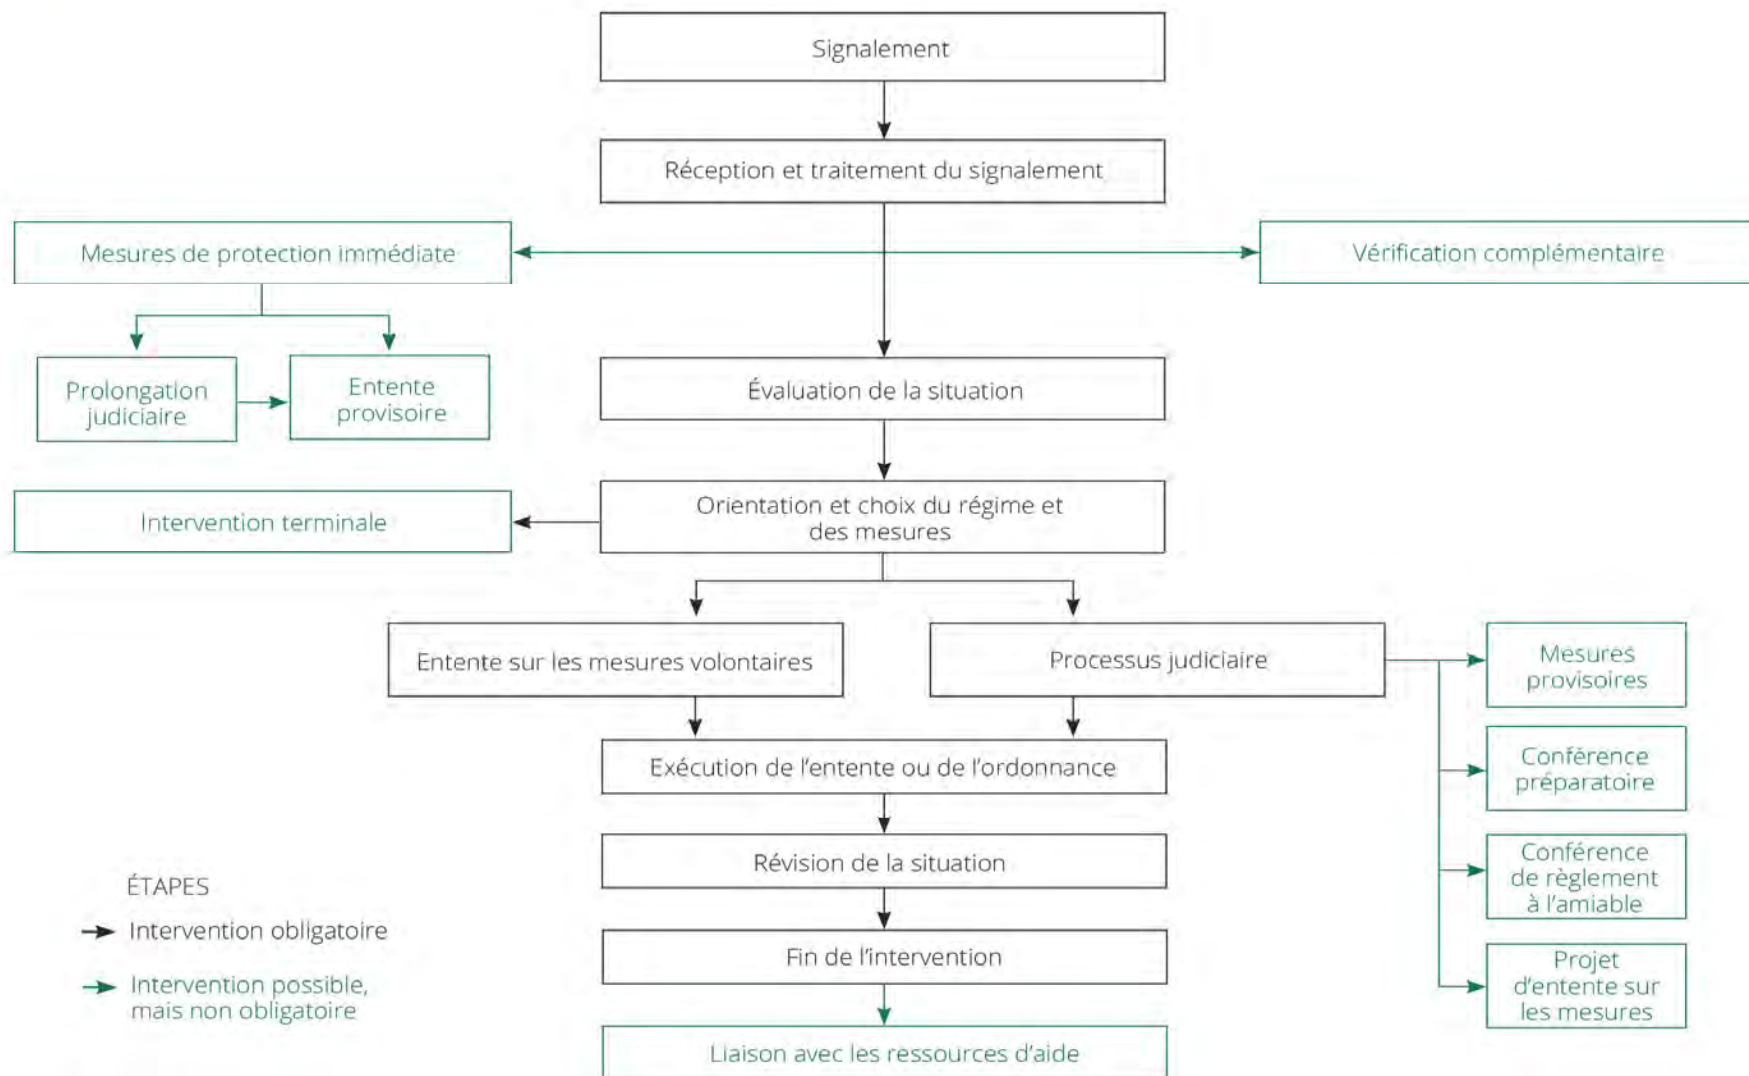 Signalement
Réception et traitement du signalement
Mesures de protection immédiate
Vérification complémentaire
Prolongation
judiciaire
Entente
provisoire
Évaluation de la situation
Intervention terminale
Orientation et choix du régime et
des mesures
Entente sur les mesures volontaires
Processus judiciaire
Mesures
provisoires
Conférence
préparatoire
Conférence
de règlement
à l'amiable
Projet
d'entente sur
les mesures
Exécution de l'entente ou de l'ordonnance
Révision de la situation
Fin de l'intervention
Liaison avec les ressources d'aide
ÉTAPES
Intervention obligatoire
Intervention possible,
mais non obligatoire